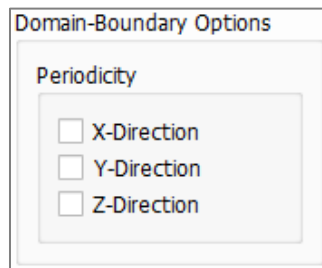 Domain-Boundary Options
Periodicity
X-Direction
Y-Direction
Z-Direction